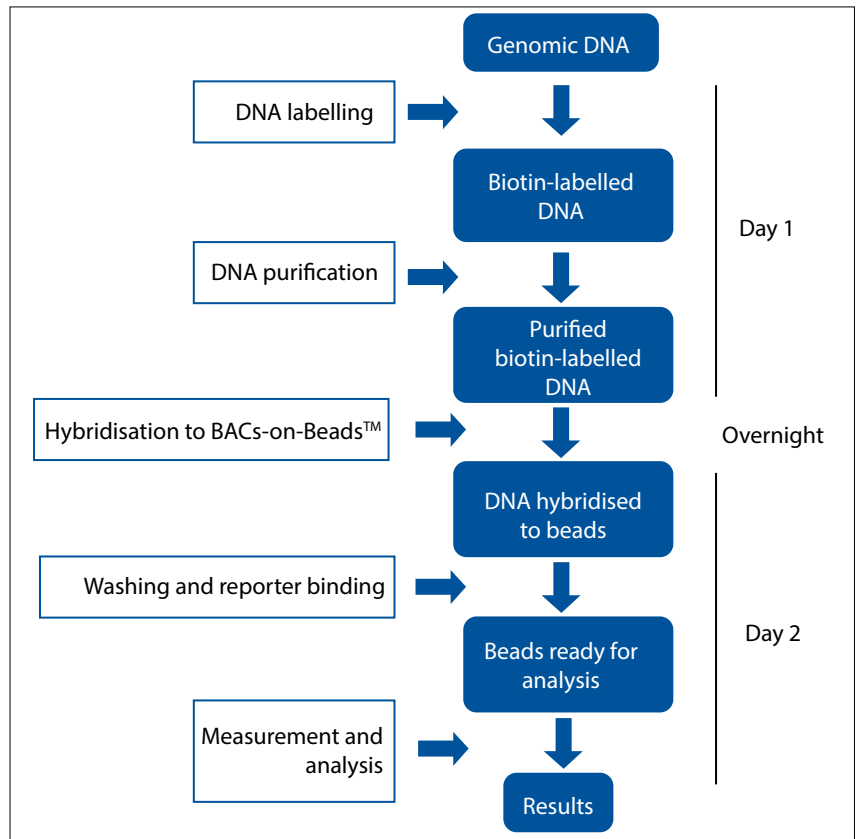 Genomic DNA
DNA labelling
Biotin-labelled
DNA
Day 1
DNA purification
Purified
biotin-labelled
DNA
Hybridisation to BACs-on-Beads™
Overnight
DNA hybridised
to beads
Washing and reporter binding
Day 2
Beads ready for
analysis
Measurement and
analysis
Results